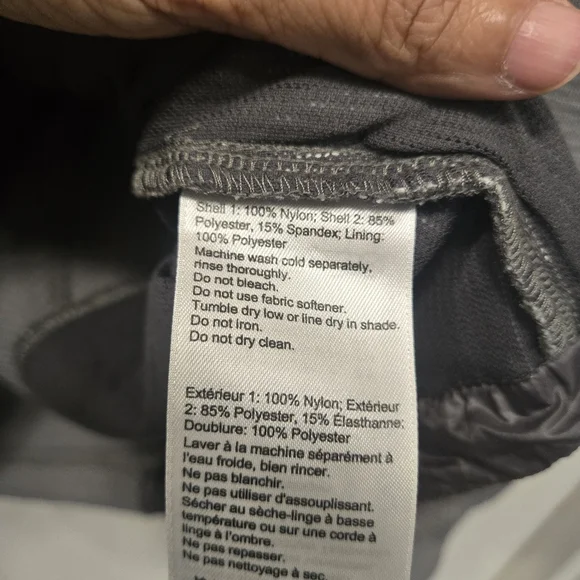 Shell 1: 100% Nylon; Shell 2: 85%
Polyester, 15% Spandex; Lining:
100% Polyester
Machine wash cold separately,
rinse thoroughly.
Do not bleach.
Do not use fabric softener.
Tumble dry low or line dry in shade.
Do not iron.
Do not dry clean.
Extérieur 1: 100% Nylon; Extérieur
2: 85% Polyester, 15% Élasthanne;
Doublure: 100% Polyester
Laver à la machine séparément à
l'eau froide, bien rincer.
Ne pas blanchir.
Ne pas utiliser d'assouplissant.
Sécher au sèche-linge à basse
température ou sur une corde à
linge à l'ombre.
Ne pas repasser.
Ne pas nettoyage à sec.